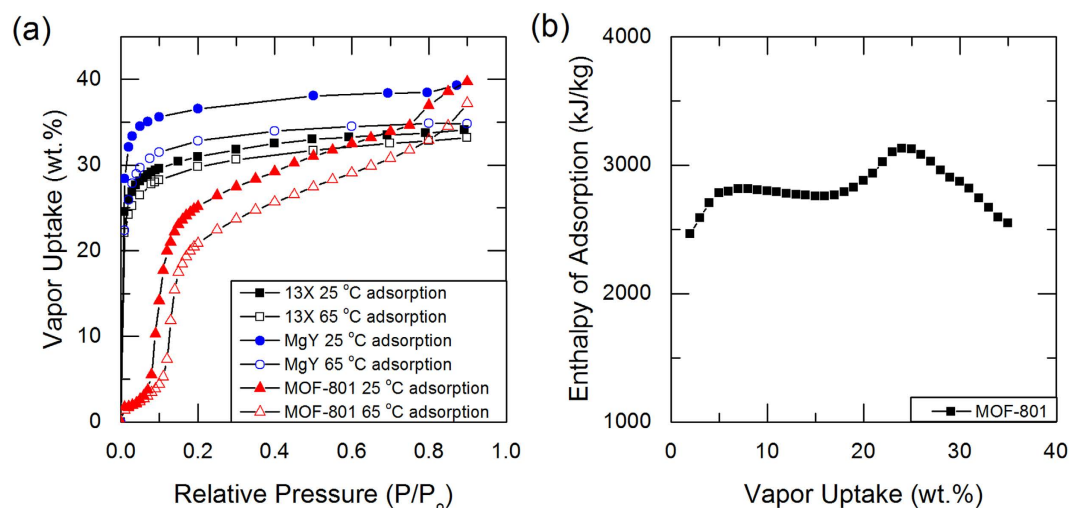 (a)
Vapor Uptake (wt.%)
40
30
20
10
0
0.0 0.2 0.4 0.6 0.8 1.0
Relative Pressure (P/P₀)
13X 25 °C adsorption
13X 65 °C adsorption
MgY 25 °C adsorption
MgY 65 °C adsorption
MOF-801 25 °C adsorption
MOF-801 65 °C adsorption
(b)
Enthalpy of Adsorption (kJ/kg)
4000
3000
2000
1000
0 10 20 30 40
Vapor Uptake (wt.%)
MOF-801